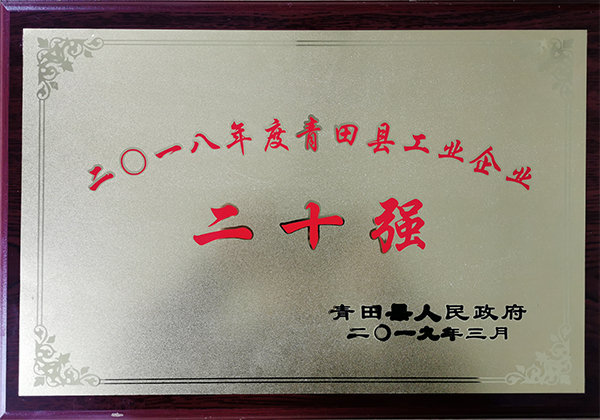 二〇一八年度青田县工业企业
二十强
青田县人民政府
二〇一九年三月